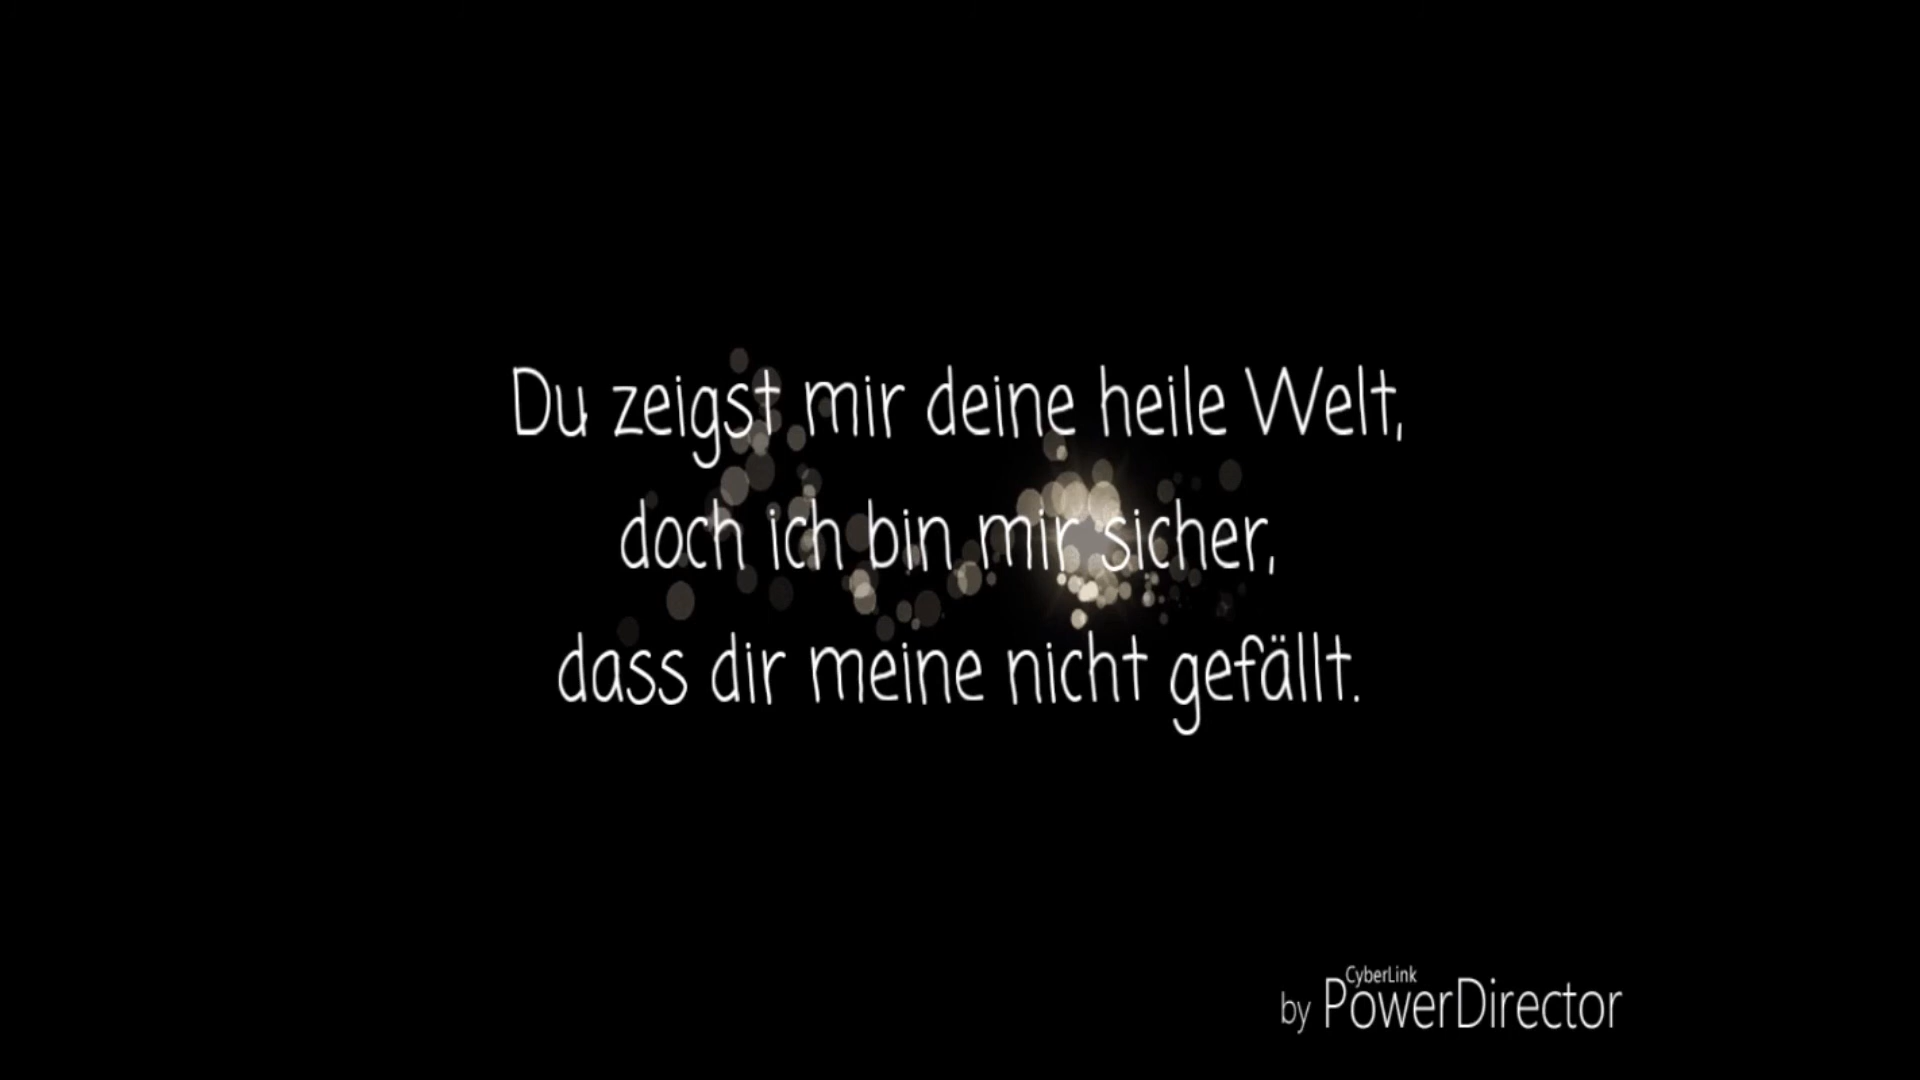 Du zeigst mir deine heile Welt,
doch ich bin mir sicher,
dass dir meine nicht gefällt.
CyberLink
by PowerDirector